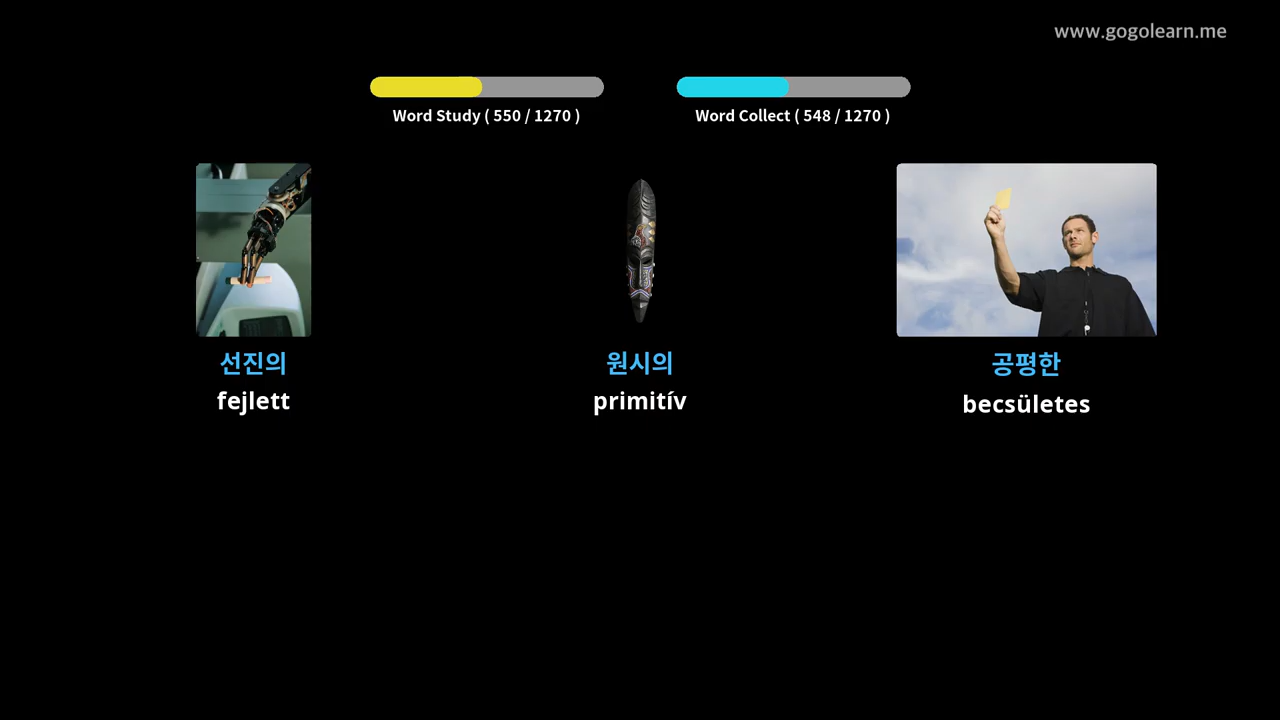 www.gogolearn.me
Word Study ( 550 / 1270 )
Word Collect ( 548 / 1270 )
선진의
원시의
공평한
fejlett
primitív
becsületes